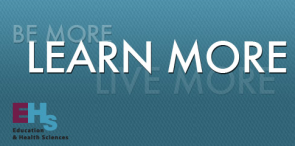 BE MORE
LEARN MORE
LIVE MORE
EHS
Education
& Health Sciences